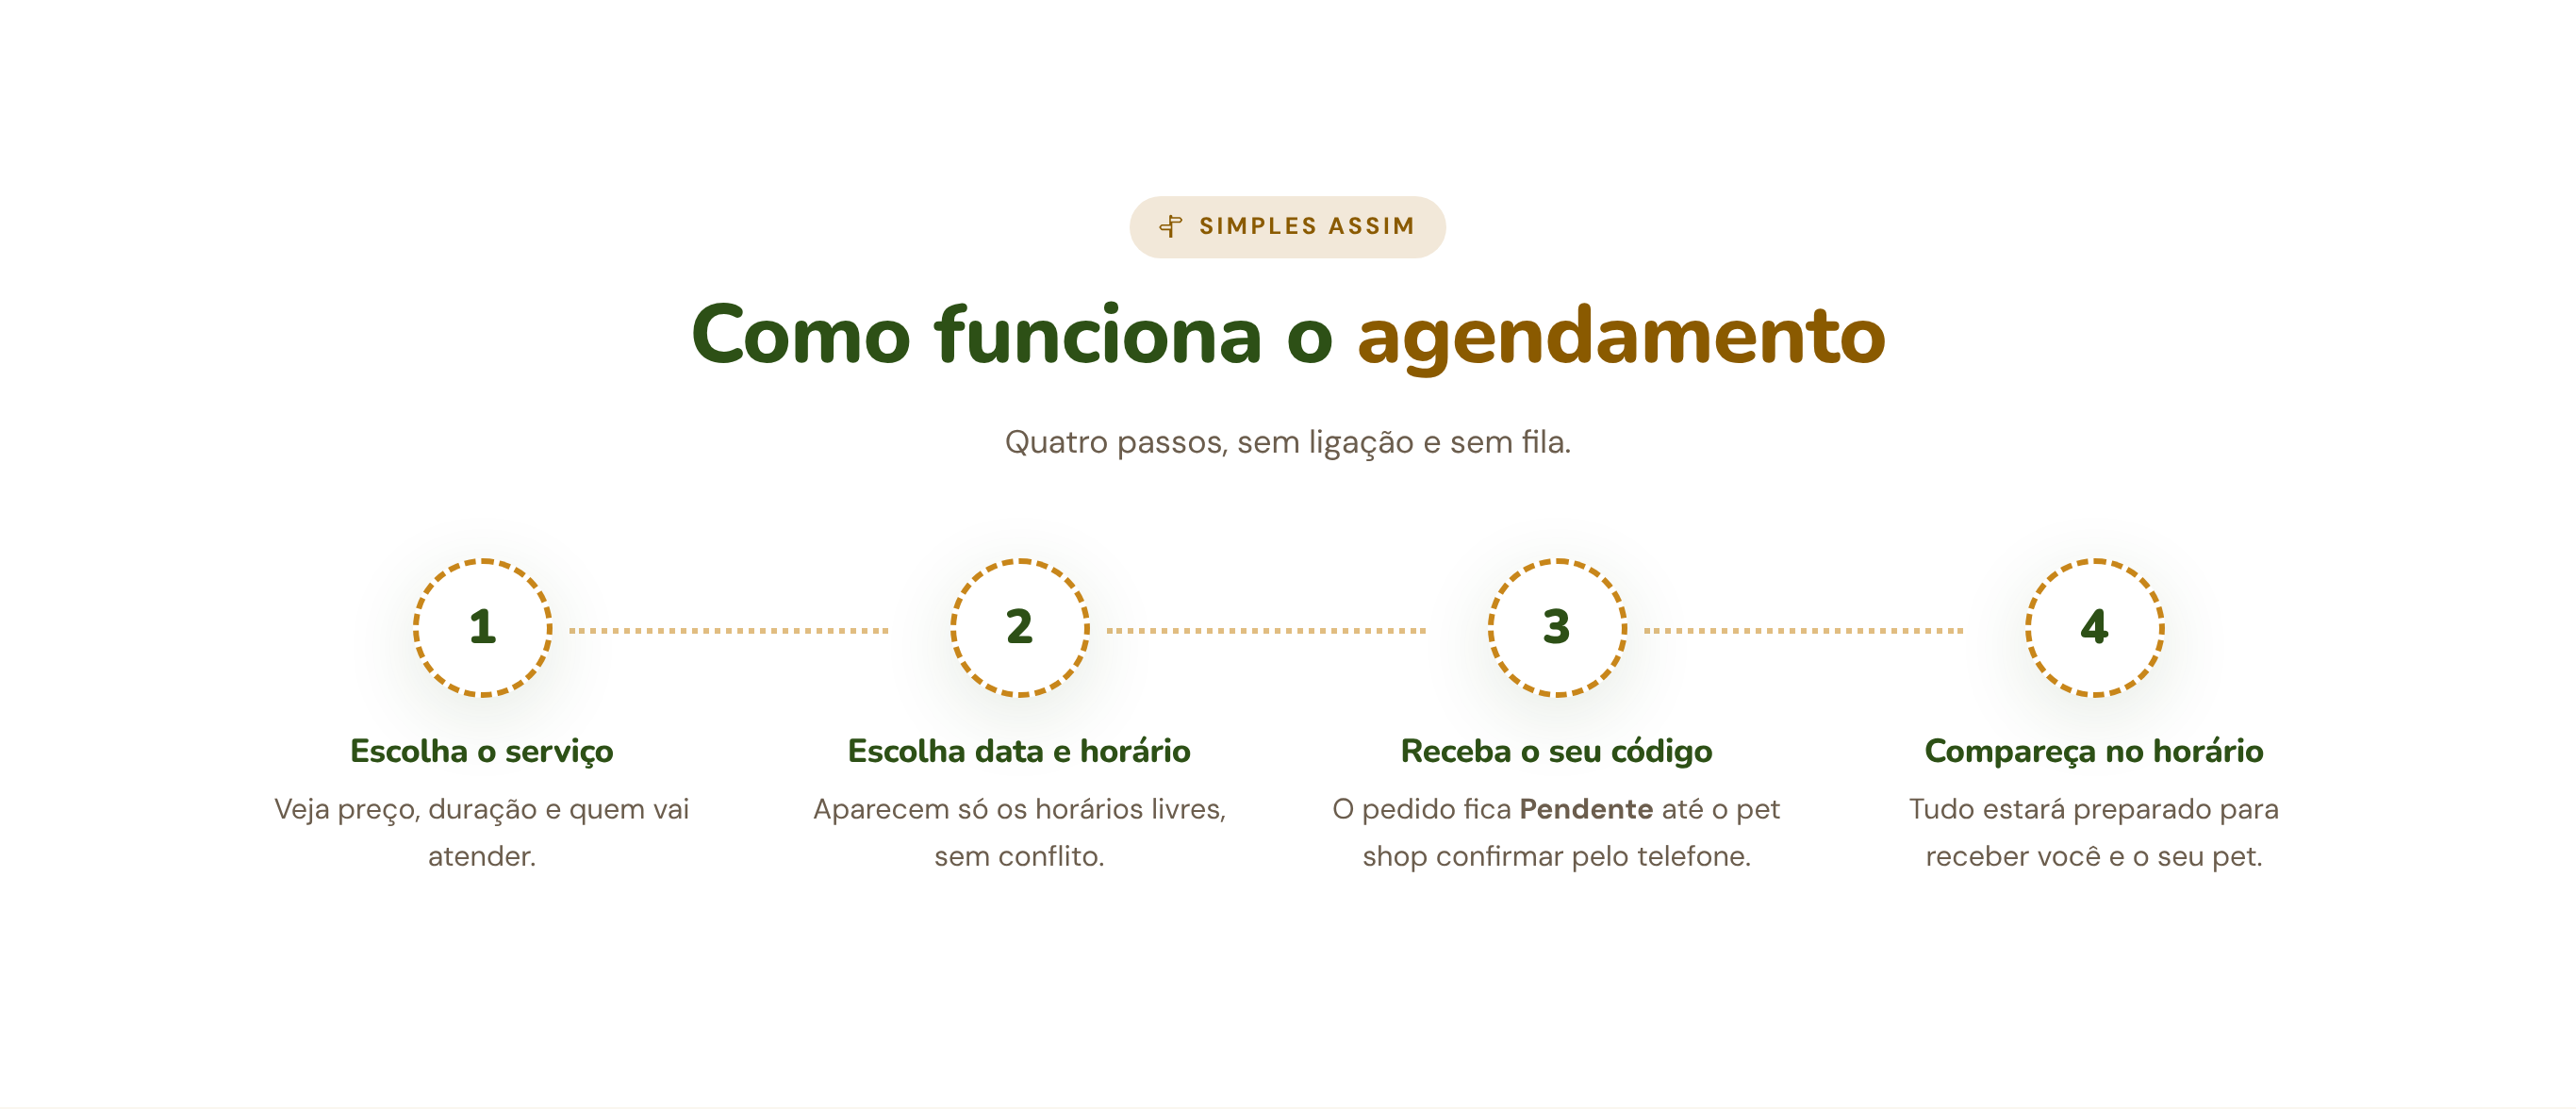 SIMPLES ASSIM
Como funciona o agendamento
Quatro passos, sem ligação e sem fila.
1
2
3
4
Escolha o serviço
Veja preço, duração e quem vai
atender.
Escolha data e horário
Aparecem só os horários livres,
sem conflito.
Receba o seu código
O pedido fica Pendente até o pet
shop confirmar pelo telefone.
Compareça no horário
Tudo estará preparado para
receber você e o seu pet.